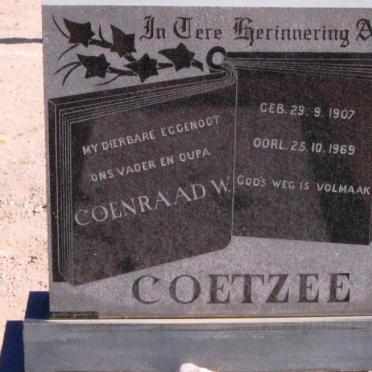 In Tere Herinnering A
MY DIERBARE EGGENOOT
ONS VADER EN OUPA
COENRAAD W.
GEB. 29. 9. 1907
OORL. 25. 10. 1969
GOD'S WEG IS VOLMAAK
COETZEE